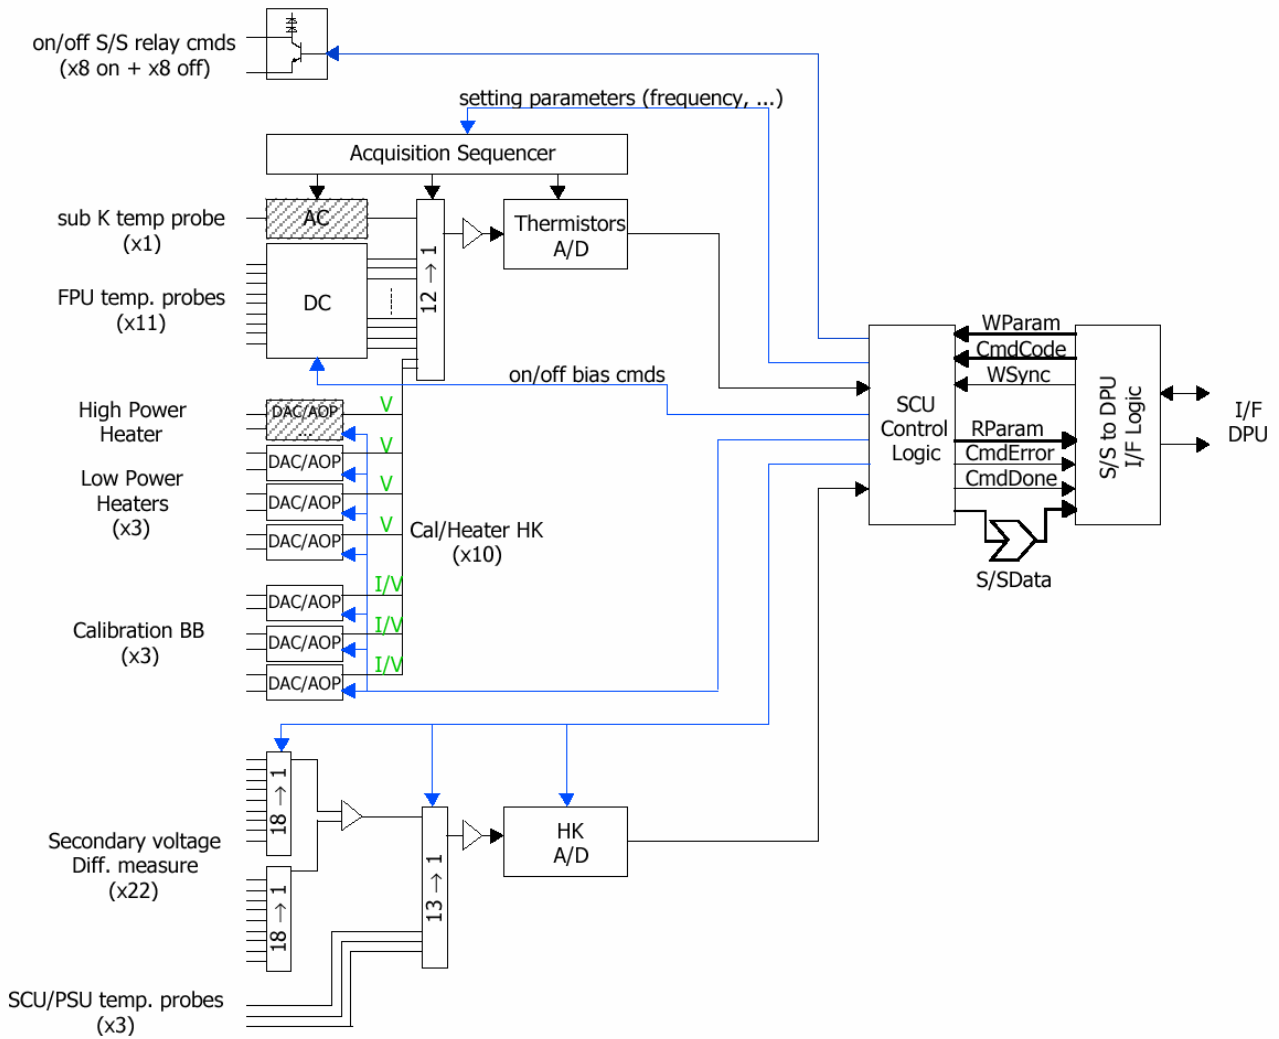 on/off S/S relay cmds
(x8 on + x8 off)
setting parameters (frequency, ...)
Acquisition Sequencer
sub K temp probe
(x1)
AC
Thermistors
A/D
12 → 1
FPU temp. probes
(x11)
DC
on/off bias cmds
High Power
Heater
DAC/AOP
...
V
Low Power
Heaters
(x3)
DAC/AOP
V
DAC/AOP
V
DAC/AOP
V
Cal/Heater HK
(x10)
Calibration BB
(x3)
DAC/AOP
I/V
DAC/AOP
I/V
DAC/AOP
I/V
SCU
Control
Logic
WParam
CmdCode
WSync
RParam
CmdError
CmdDone
S/SData
S/S to DPU
I/F Logic
I/F
DPU
Secondary voltage
Diff. measure
(x22)
18 → 1
18 → 1
13 → 1
HK
A/D
SCU/PSU temp. probes
(x3)